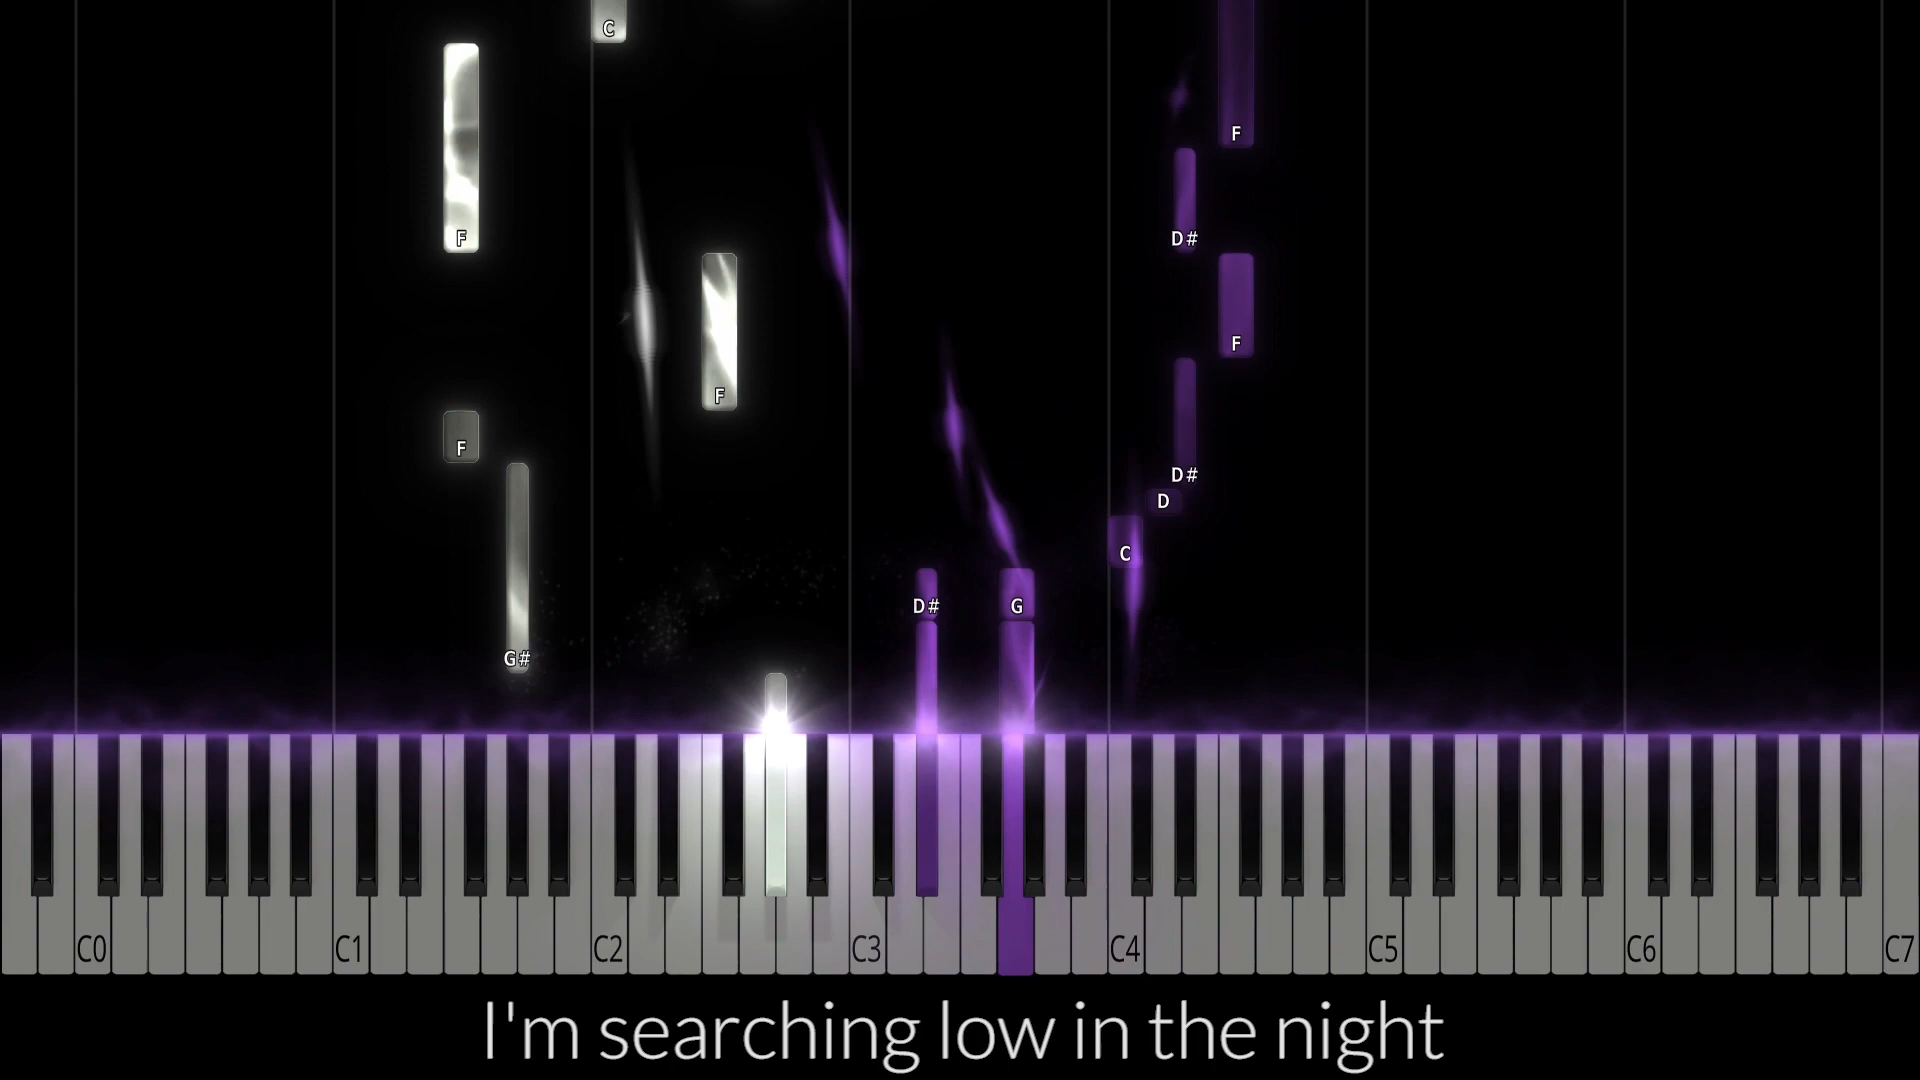 C
F
D#
F
F
F
F
D#
D
C
D#
G
G#
C0 C1 C2 C3 C4 C5 C6 C7
I'm searching low in the night